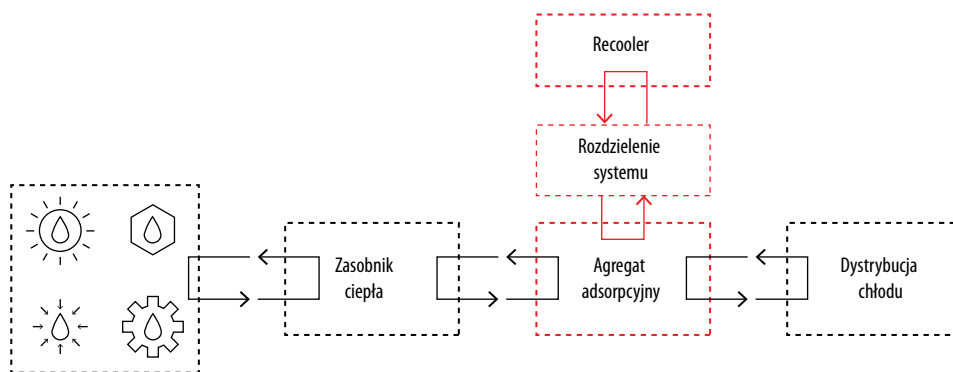 Recooler
Rozdzielenie
systemu
Zasobnik
ciepła
Agregat
adsorpcyjny
Dystrybucja
chłodu